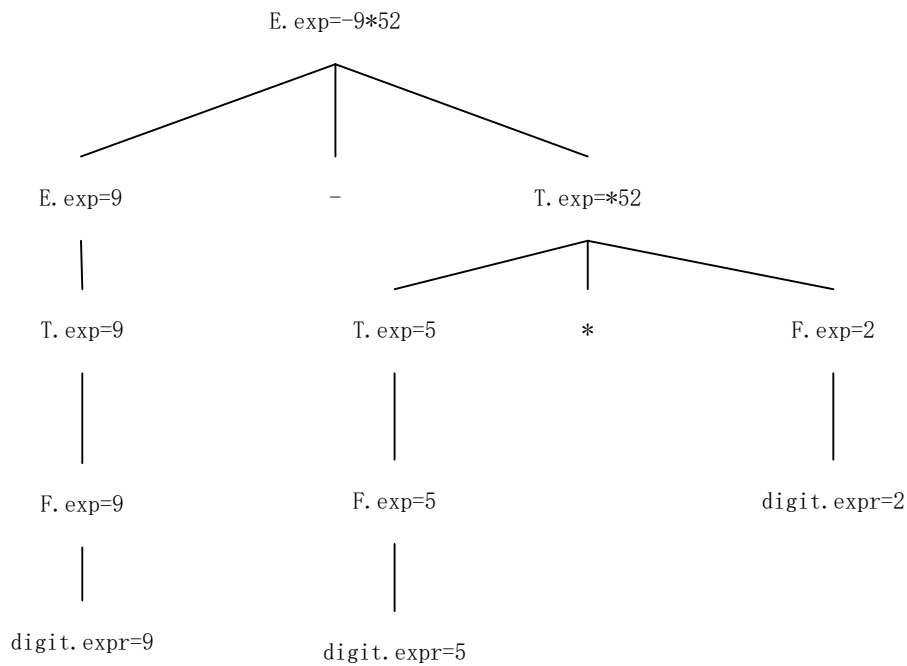 E.exp=-9*52
E.exp=9 - T.exp=*52
T.exp=9 T.exp=5 * F.exp=2
F.exp=9 F.exp=5 digit.expr=2
digit.expr=9 digit.expr=5